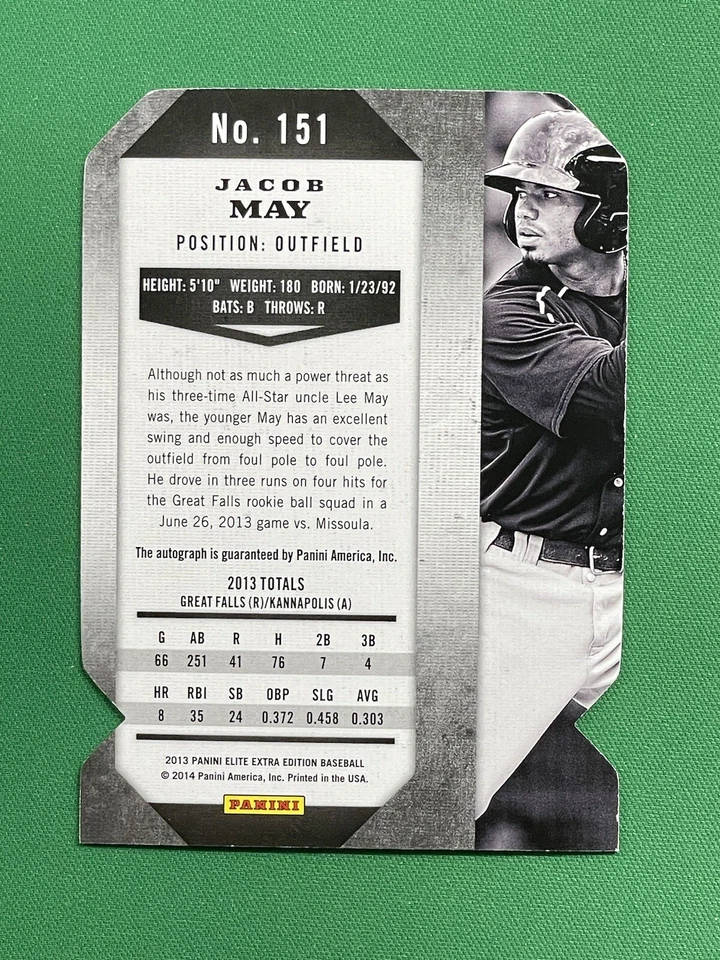 No. 151
JACOB
MAY
POSITION: OUTFIELD
HEIGHT: 5'10" WEIGHT: 180 BORN: 1/23/92
BATS: B THROWS: R
Although not as much a power threat as
his three-time All-Star uncle Lee May
was, the younger May has an excellent
swing and enough speed to cover the
outfield from foul pole to foul pole.
He drove in three runs on four hits for
the Great Falls rookie ball squad in a
June 26, 2013 game vs. Missoula.
The autograph is guaranteed by Panini America, Inc.
2013 TOTALS
GREAT FALLS (R)/KANNAPOLIS (A)
G AB R H 2B 3B
66 251 41 76 7 4
HR RBI SB OBP SLG AVG
8 35 24 0.372 0.458 0.303
2013 PANINI ELITE EXTRA EDITION BASEBALL
© 2014 Panini America, Inc. Printed in the USA.
PANINI